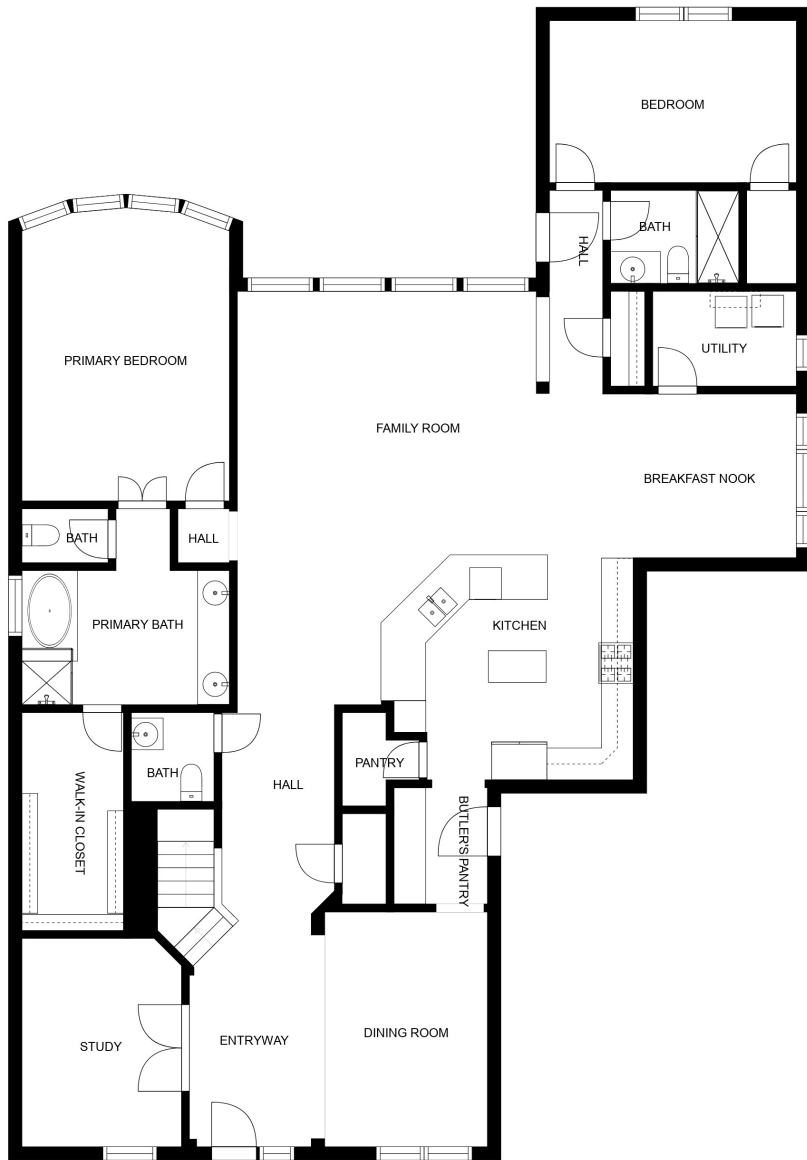 BEDROOM
BATH
HALL
UTILITY
PRIMARY BEDROOM
FAMILY ROOM
BREAKFAST NOOK
BATH
HALL
PRIMARY BATH
KITCHEN
PANTRY
BATH
HALL
WALK-IN CLOSET
BUTLER'S PANTRY
STUDY
ENTRYWAY
DINING ROOM